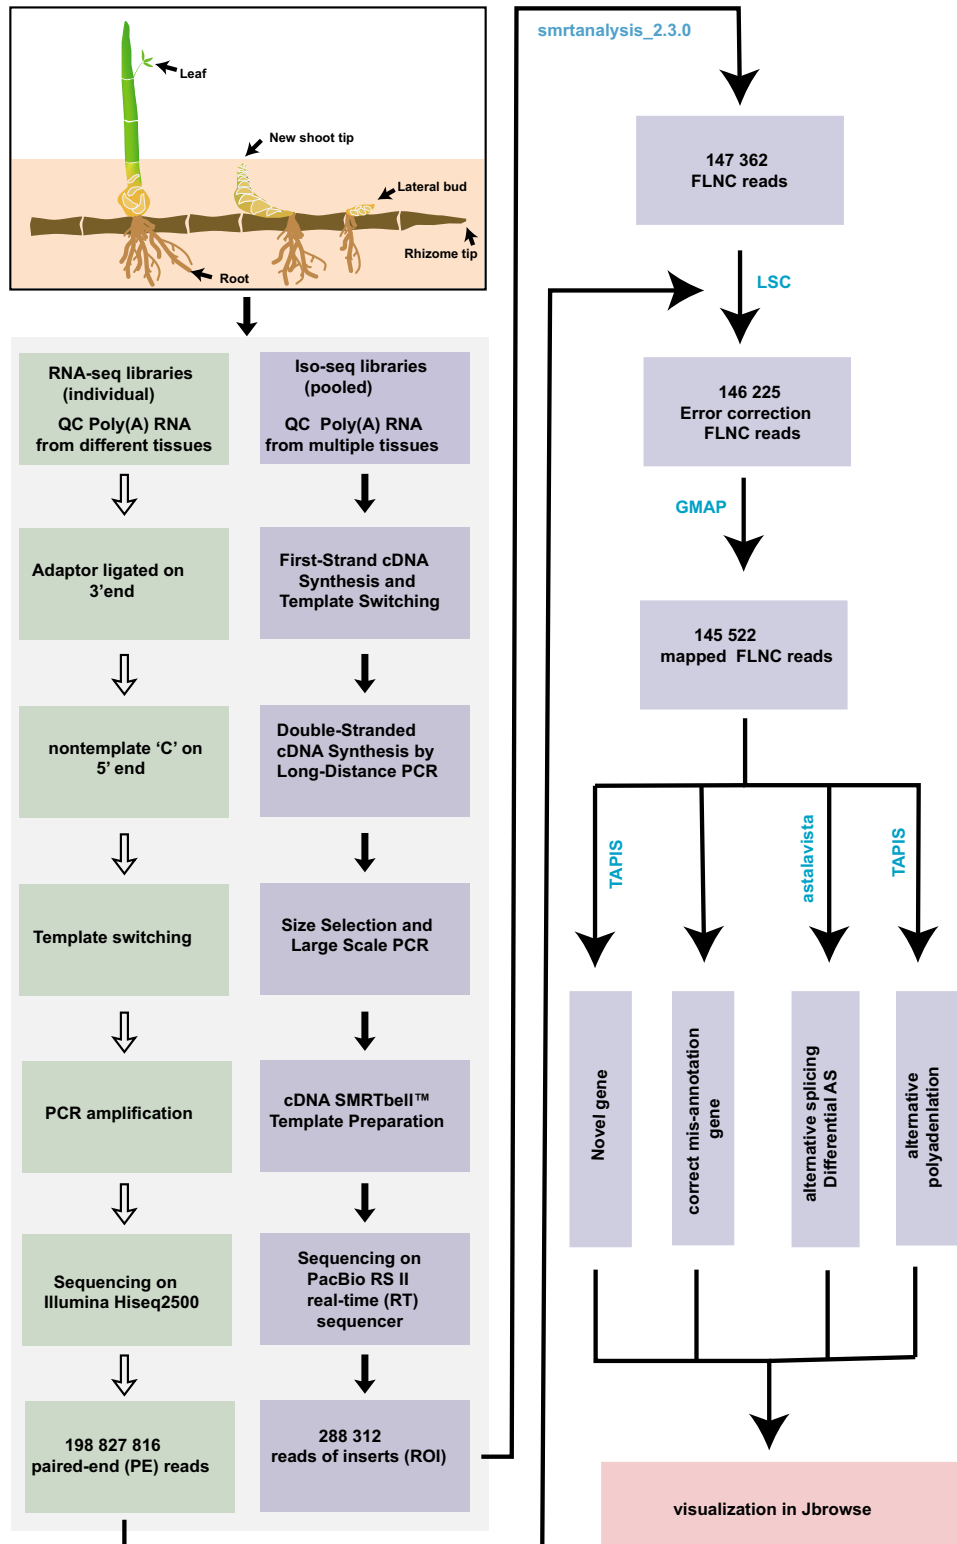 Leaf
New shoot tip
Lateral bud
Rhizome tip
Root
RNA-seq libraries
(individual)
QC Poly(A) RNA
from different tissues
Adaptor ligated on
3’end
nontemplate ‘C’ on
5’ end
Template switching
PCR amplification
Sequencing on
Illumina Hiseq2500
198 827 816
paired-end (PE) reads
Iso-seq libraries
(pooled)
QC Poly(A) RNA
from multiple tissues
First-Strand cDNA
Synthesis and
Template Switching
Double-Stranded
cDNA Synthesis by
Long-Distance PCR
Size Selection and
Large Scale PCR
cDNA SMRTbell™
Template Preparation
Sequencing on
PacBio RS II
real-time (RT)
sequencer
288 312
reads of inserts (ROI)
smrtanalysis_2.3.0
147 362
FLNC reads
LSC
146 225
Error correction
FLNC reads
GMAP
145 522
mapped FLNC reads
TAPIS
astalavista
TAPIS
Novel gene
correct mis-annotation
gene
alternative splicing
Differential AS
alternative
polyadenlation
visualization in Jbrowse